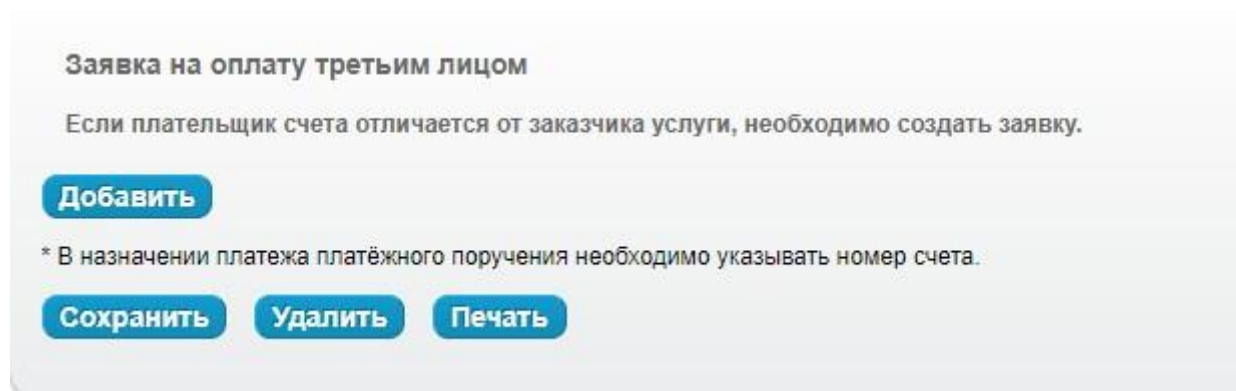 Заявка на оплату третьим лицом
Если плательщик счета отличается от заказчика услуги, необходимо создать заявку.
Добавить
* В назначении платежа платёжного поручения необходимо указывать номер счета.
Сохранить Удалить Печать